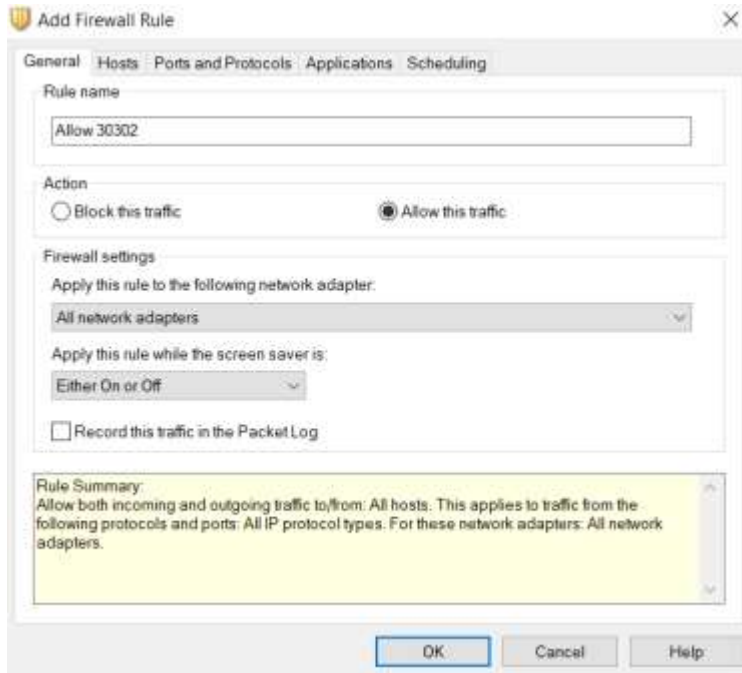 Add Firewall Rule
General Hosts Ports and Protocols Applications Scheduling
Rule name
Allow 30302
Action
Block this traffic Allow this traffic
Firewall settings
Apply this rule to the following network adapter:
All network adapters
Apply this rule while the screen saver is:
Either On or Off
Record this traffic in the Packet Log
Rule Summary:
Allow both incoming and outgoing traffic to/from: All hosts. This applies to traffic from the
following protocols and ports: All IP protocol types. For these network adapters: All network
adapters.
OK Cancel Help